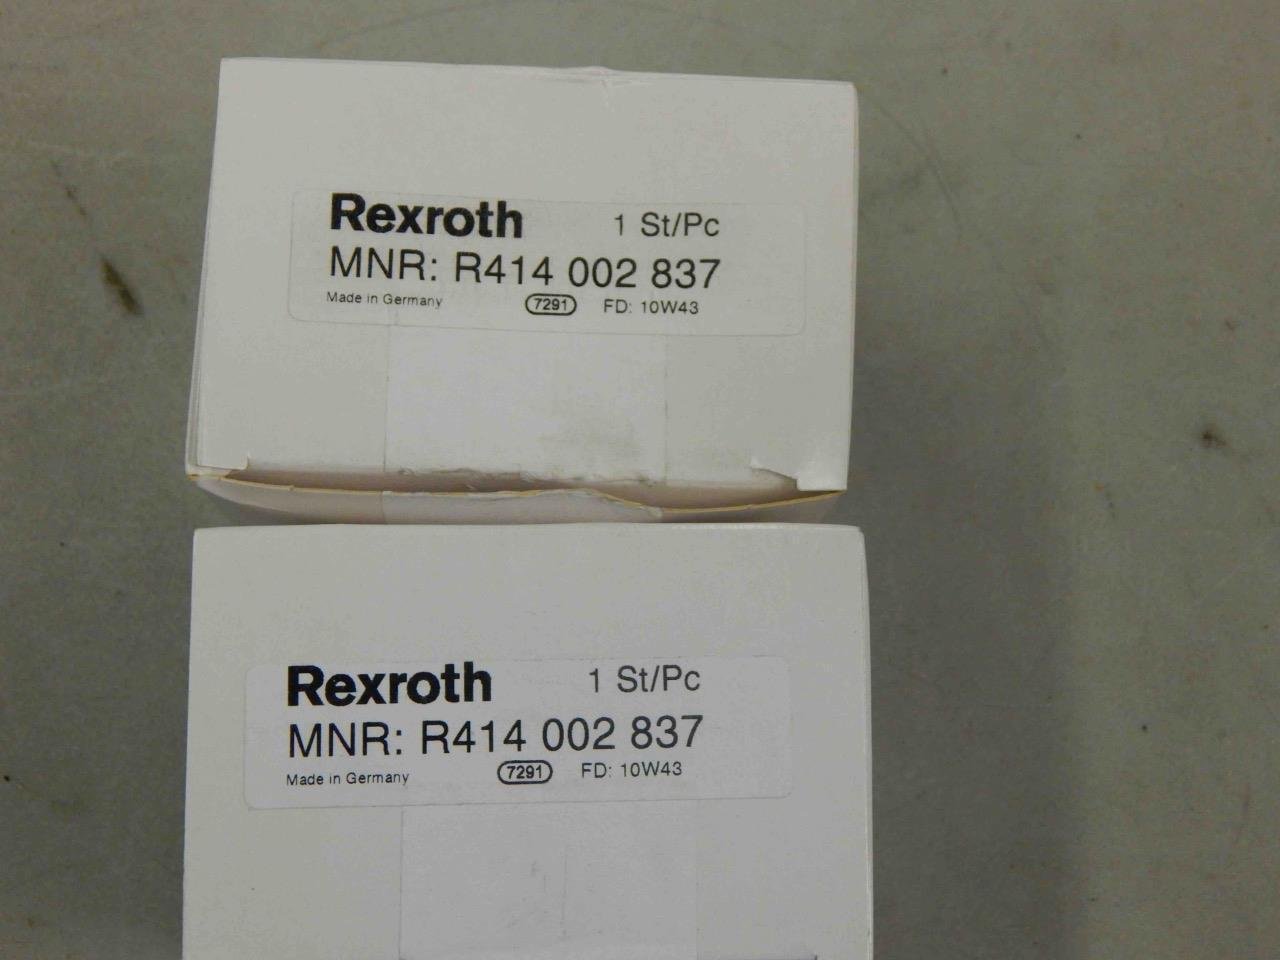 Rexroth 1 St/Pc
MNR: R414 002 837
Made in Germany 7291 FD: 10W43
Rexroth 1 St/Pc
MNR: R414 002 837
Made in Germany 7291 FD: 10W43